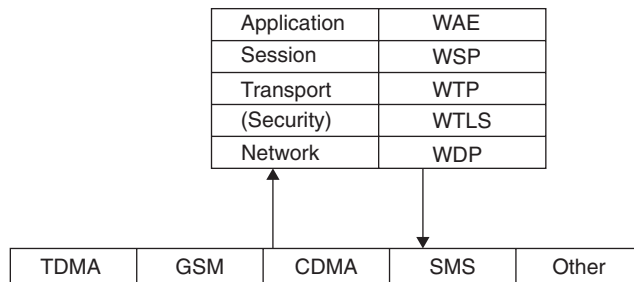 Application WAE
Session WSP
Transport WTP
(Security) WTLS
Network WDP
TDMA GSM CDMA SMS Other